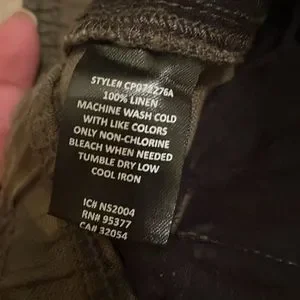 STYLE# CP078276A
100% LINEN
MACHINE WASH COLD
WITH LIKE COLORS
ONLY NON-CHLORINE
BLEACH WHEN NEEDED
TUMBLE DRY LOW
COOL IRON
IC# NS2004
RN# 95377
CA# 32054